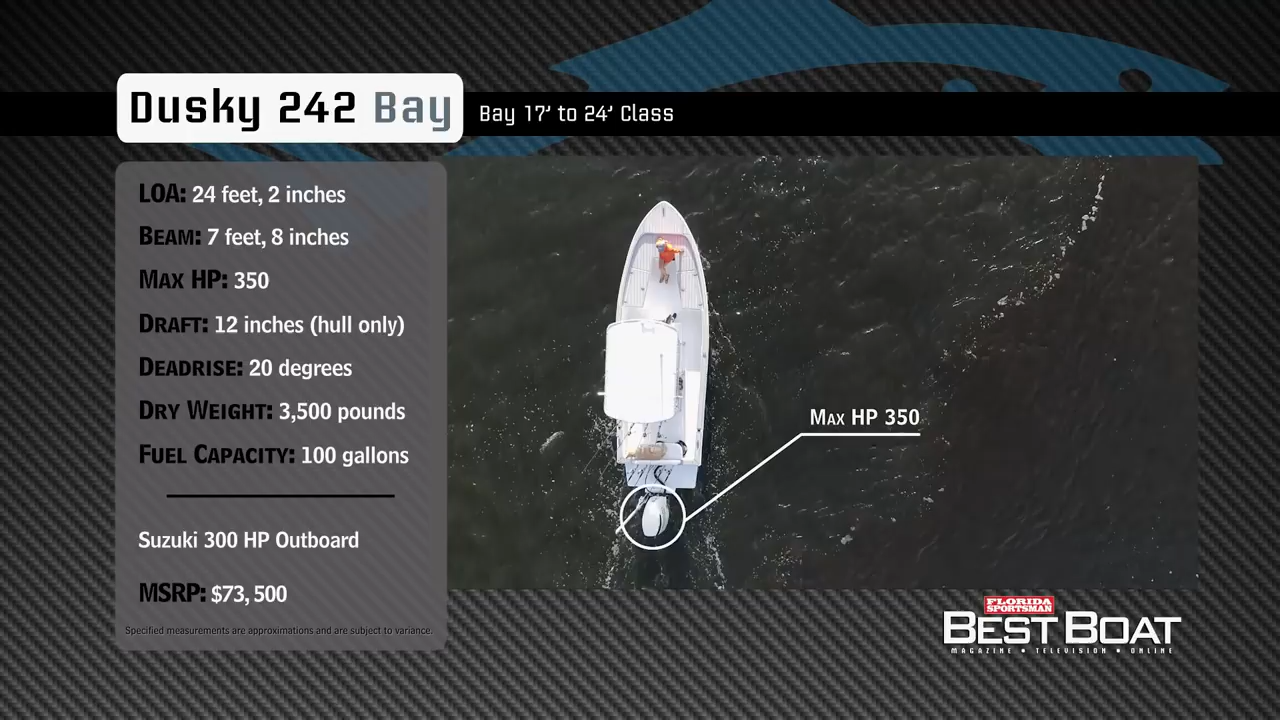 Dusky 242 Bay
Bay 17' to 24' Class
LOA: 24 feet, 2 inches
BEAM: 7 feet, 8 inches
MAX HP: 350
DRAFT: 12 inches (hull only)
DEADRISE: 20 degrees
DRY WEIGHT: 3,500 pounds
FUEL CAPACITY: 100 gallons
Suzuki 300 HP Outboard
MSRP: $73,500
Specified measurements are approximations and are subject to variance.
MAX HP 350
FLORIDA
SPORTSMAN
BEST BOAT
MAGAZINE • TELEVISION • ONLINE